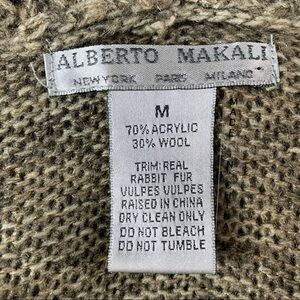 ALBERTO MAKALI
NEW YORK PARIS MILANO
M
70% ACRYLIC
30% WOOL
TRIM: REAL
RABBIT FUR
VULPES VULPES
RAISED IN CHINA
DRY CLEAN ONLY
DO NOT BLEACH
DO NOT TUMBLE